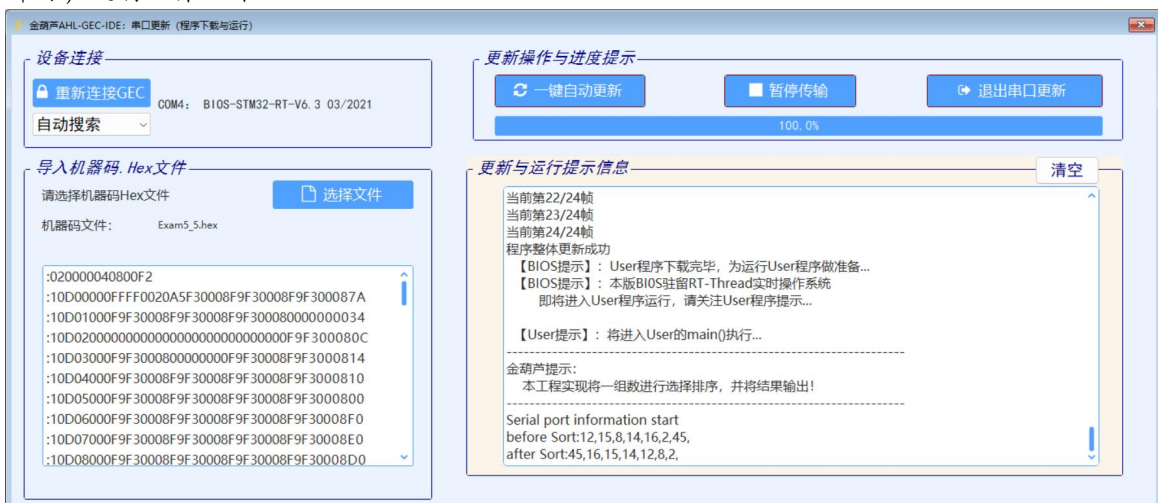 金葫芦AHL-GEC-IDE：串口更新（程序下载与运行）
设备连接
重新连接GEC
COM4： BIOS-STM32-RT-V6.3 03/2021
自动搜索
更新操作与进度提示
一键自动更新
暂停传输
退出串口更新
100.0%
导入机器码.Hex文件
请选择机器码Hex文件
选择文件
机器码文件：
Exam5_5.hex
:020000040800F2
:10D00000FFFF0020A5F30008F9F30008F9F300087A
:10D01000F9F30008F9F30008F9F300080000000034
:10D02000000000000000000000000000F9F300080C
:10D03000F9F3000800000000F9F30008F9F3000814
:10D04000F9F30008F9F30008F9F30008F9F3000810
:10D05000F9F30008F9F30008F9F30008F9F3000800
:10D06000F9F30008F9F30008F9F30008F9F30008F0
:10D07000F9F30008F9F30008F9F30008F9F30008E0
:10D08000F9F30008F9F30008F9F30008F9F30008D0
更新与运行提示信息
清空
当前第22/24帧
当前第23/24帧
当前第24/24帧
程序整体更新成功
【BIOS提示】：User程序下载完毕，为运行User程序做准备...
【BIOS提示】：本版BIOS驻留RT-Thread实时操作系统
即将进入User程序运行，请关注User程序提示...
【User提示】：将进入User的main()执行...
---------------------------------------------------------------------
金葫芦提示：
本工程实现将一组数进行选择排序，并将结果输出！
---------------------------------------------------------------------
Serial port information start
before Sort:12,15,8,14,16,2,45,
after Sort:45,16,15,14,12,8,2,